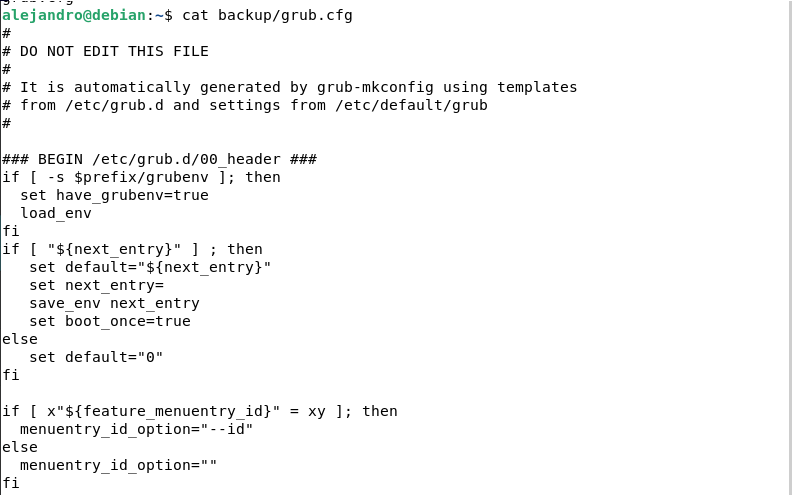 alejandro@debian:~$ cat backup/grub.cfg
#
# DO NOT EDIT THIS FILE
#
# It is automatically generated by grub-mkconfig using templates
# from /etc/grub.d and settings from /etc/default/grub
#

### BEGIN /etc/grub.d/00_header ###
if [ -s $prefix/grubenv ]; then
  set have_grubenv=true
  load_env
fi
if [ "${next_entry}" ] ; then
   set default="${next_entry}"
   set next_entry=
   save_env next_entry
   set boot_once=true
else
   set default="0"
fi

if [ x"${feature_menuentry_id}" = xy ]; then
  menuentry_id_option="--id"
else
  menuentry_id_option=""
fi